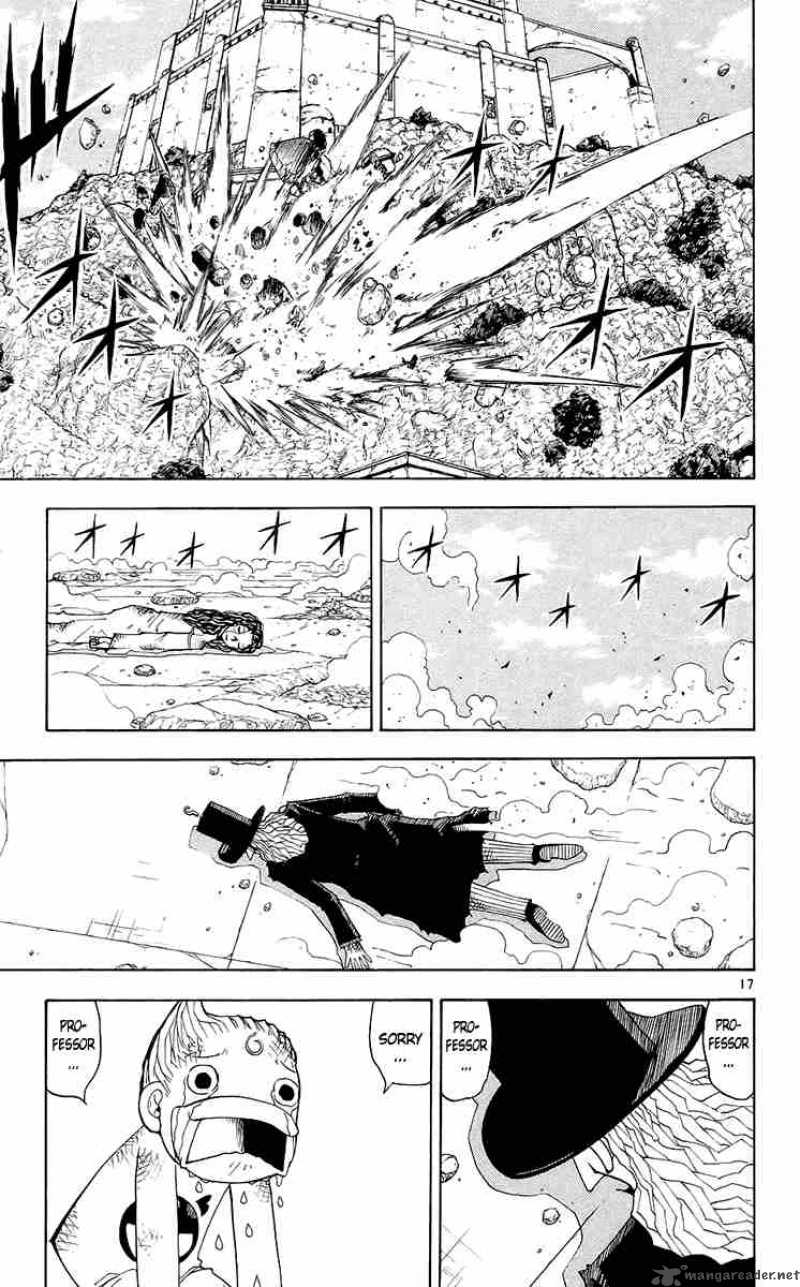 17
PRO-
FESSOR
...
PRO-
FESSOR
...
SORRY
...
PRO-
FESSOR
...
mangareader.net